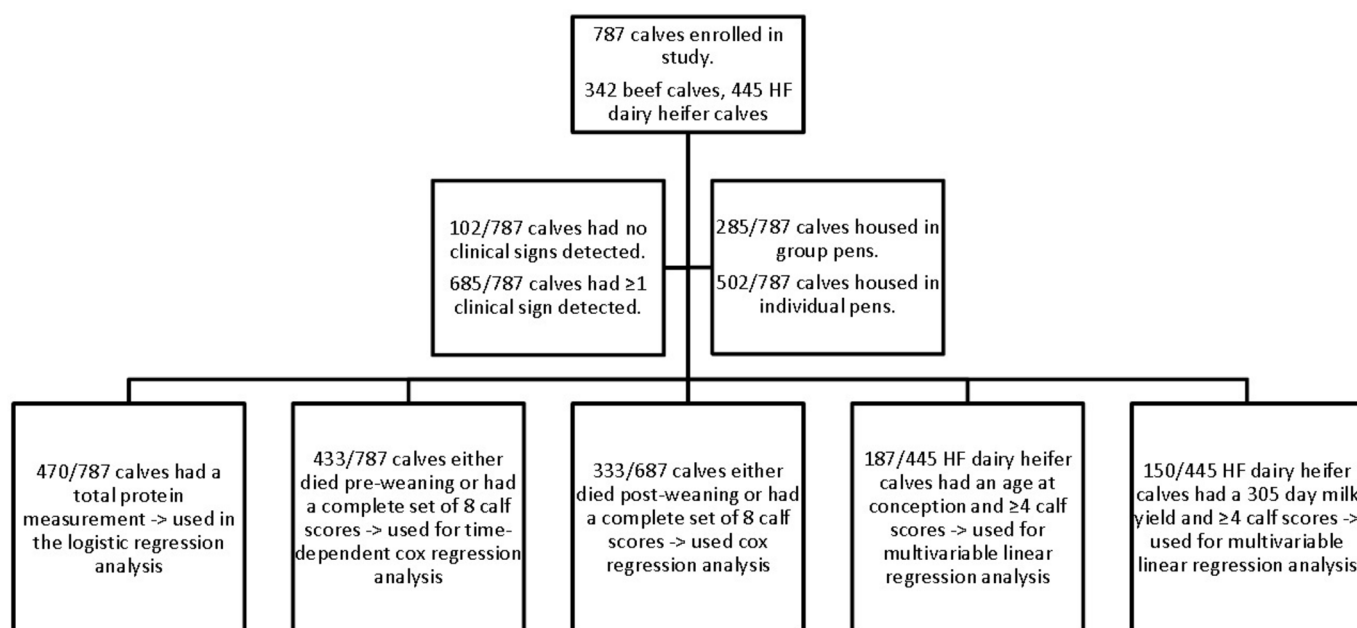 787 calves enrolled in
study.
342 beef calves, 445 HF
dairy heifer calves
102/787 calves had no
clinical signs detected.
685/787 calves had ≥1
clinical sign detected.
285/787 calves housed in
group pens.
502/787 calves housed in
individual pens.
470/787 calves had a
total protein
measurement -> used in
the logistic regression
analysis
433/787 calves either
died pre-weaning or had
a complete set of 8 calf
scores -> used for time-
dependent cox regression
analysis
333/687 calves either
died post-weaning or had
a complete set of 8 calf
scores -> used cox
regression analysis
187/445 HF dairy heifer
calves had an age at
conception and ≥4 calf
scores -> used for
multivariable linear
regression analysis
150/445 HF dairy heifer
calves had a 305 day milk
yield and ≥4 calf scores ->
used for multivariable
linear regression analysis